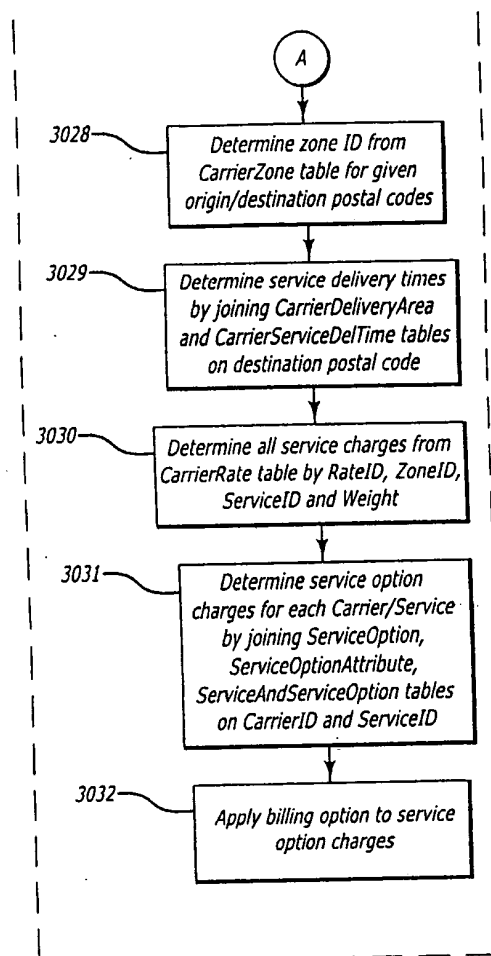 A
3028
Determine zone ID from
CarrierZone table for given
origin/destination postal codes
3029
Determine service delivery times
by joining CarrierDeliveryArea
and CarrierServiceDelTime tables
on destination postal code
3030
Determine all service charges from
CarrierRate table by RateID, ZoneID,
ServiceID and Weight
3031
Determine service option
charges for each Carrier/Service
by joining ServiceOption,
ServiceOptionAttribute,
ServiceAndServiceOption tables
on CarrierID and ServiceID
3032
Apply billing option to service
option charges